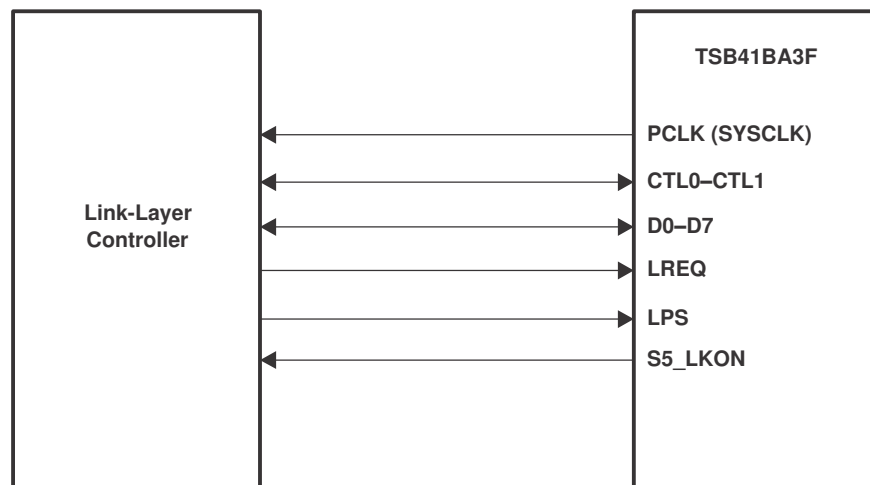 TSB41BA3F
PCLK (SYSCLK)
CTL0–CTL1
Link-Layer
Controller
D0–D7
LREQ
LPS
S5_LKON